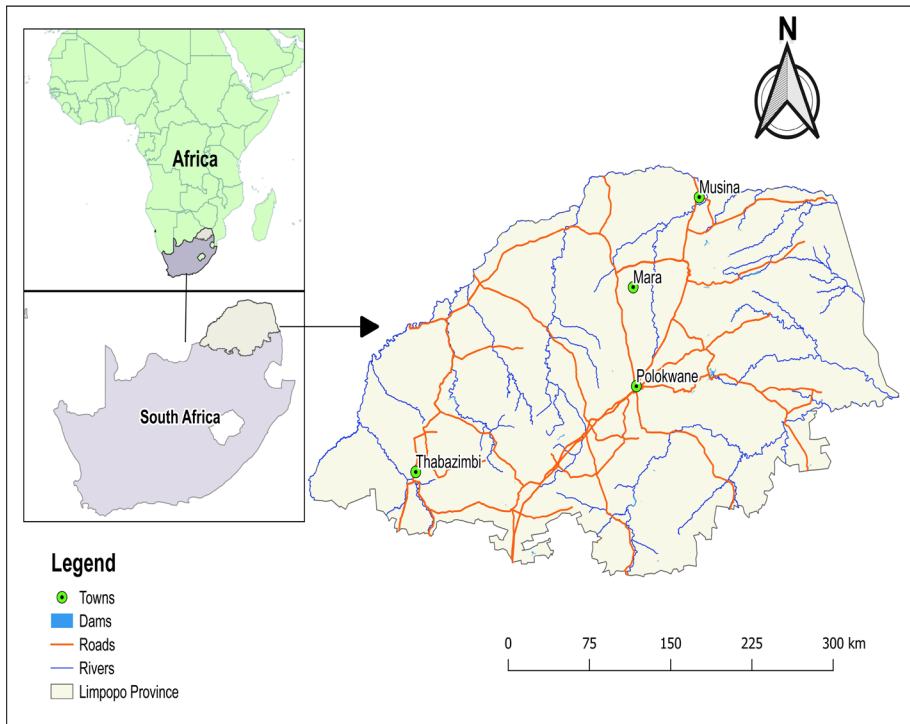 Africa
South Africa
N
Musina
Mara
Polokwane
Thabazimbi
Legend
Towns
Dams
Roads
Rivers
Limpopo Province
0 75 150 225 300 km